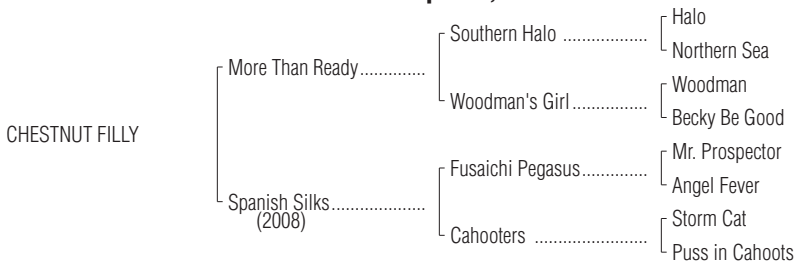 Halo
Southern Halo ..................
Northern Sea
More Than Ready..............
Woodman
Woodman's Girl................
Becky Be Good
CHESTNUT FILLY
Mr. Prospector
Fusaichi Pegasus..............
Angel Fever
Spanish Silks....................
(2008)
Storm Cat
Cahooters ........................
Puss in Cahoots